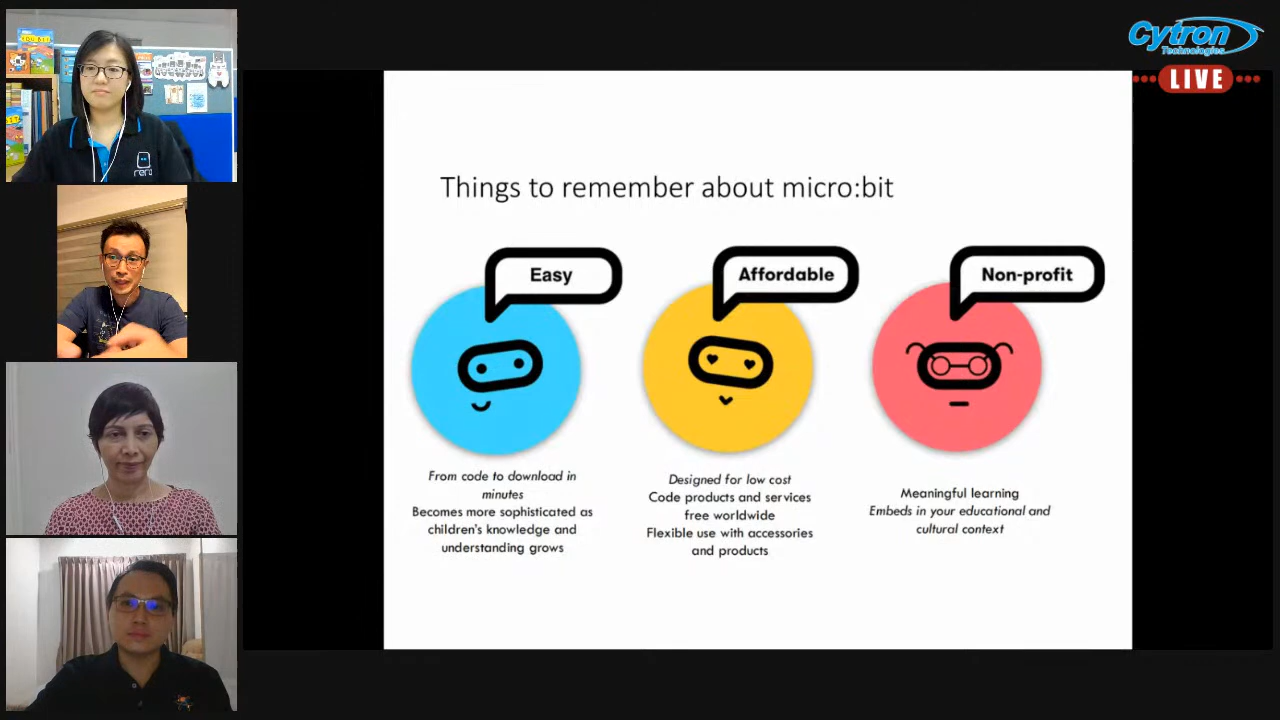 Cytron
Technologies
LIVE
rero
Things to remember about micro:bit
Easy
Affordable
Non-profit
From code to download in
minutes
Becomes more sophisticated as
children's knowledge and
understanding grows
Designed for low cost
Code products and services
free worldwide
Flexible use with accessories
and products
Meaningful learning
Embeds in your educational and
cultural context